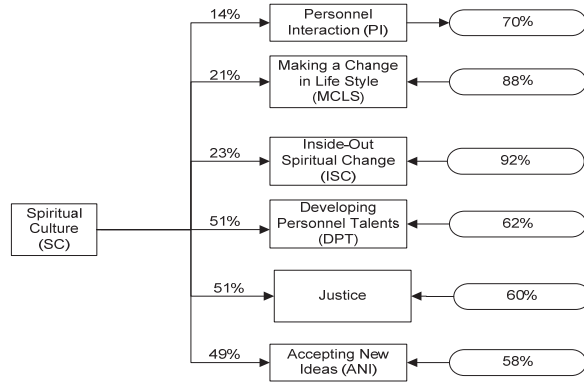 14%
Personnel
Interaction (PI)
70%
21%
Making a Change
in Life Style
(MCLS)
88%
23%
Inside-Out
Spiritual Change
(ISC)
92%
Spiritual
Culture
(SC)
51%
Developing
Personnel Talents
(DPT)
62%
51%
Justice
60%
49%
Accepting New
Ideas (ANI)
58%